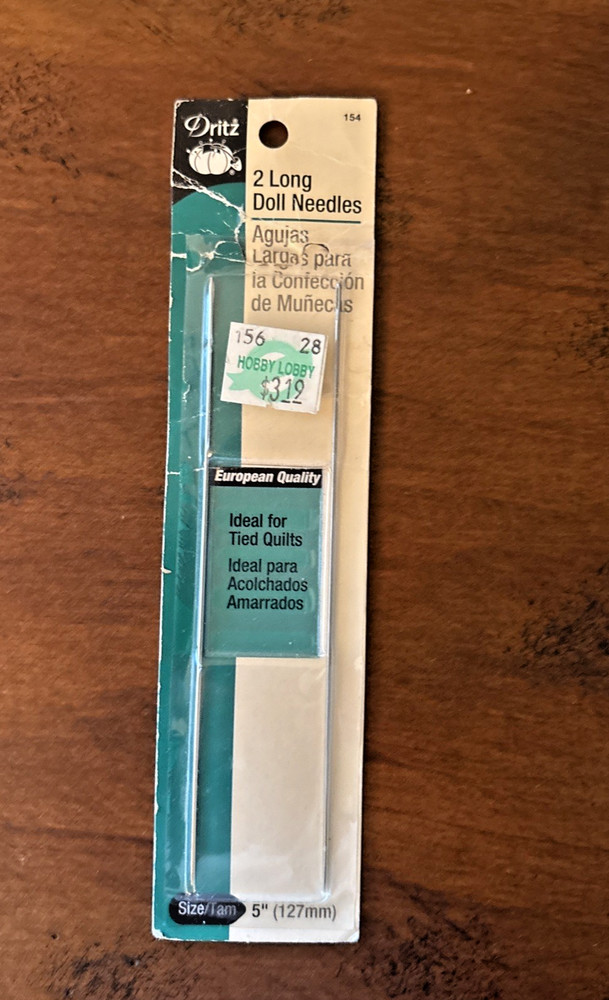 Dritz
154
2 Long
Doll Needles
Agujas
Largas para
la Confección
de Muñecas
156 28
HOBBY LOBBY
$3.19
European Quality
Ideal for
Tied Quilts
Ideal para
Acolchados
Amarrados
Size/Tam 5" (127mm)